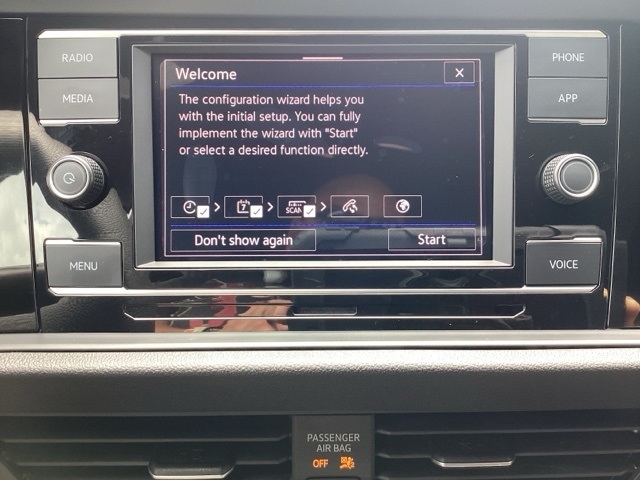 RADIO
PHONE
MEDIA
APP
MENU
VOICE
Welcome
The configuration wizard helps you
with the initial setup. You can fully
implement the wizard with "Start"
or select a desired function directly.
7
SCAN
Don't show again
Start
PASSENGER
AIR BAG
OFF